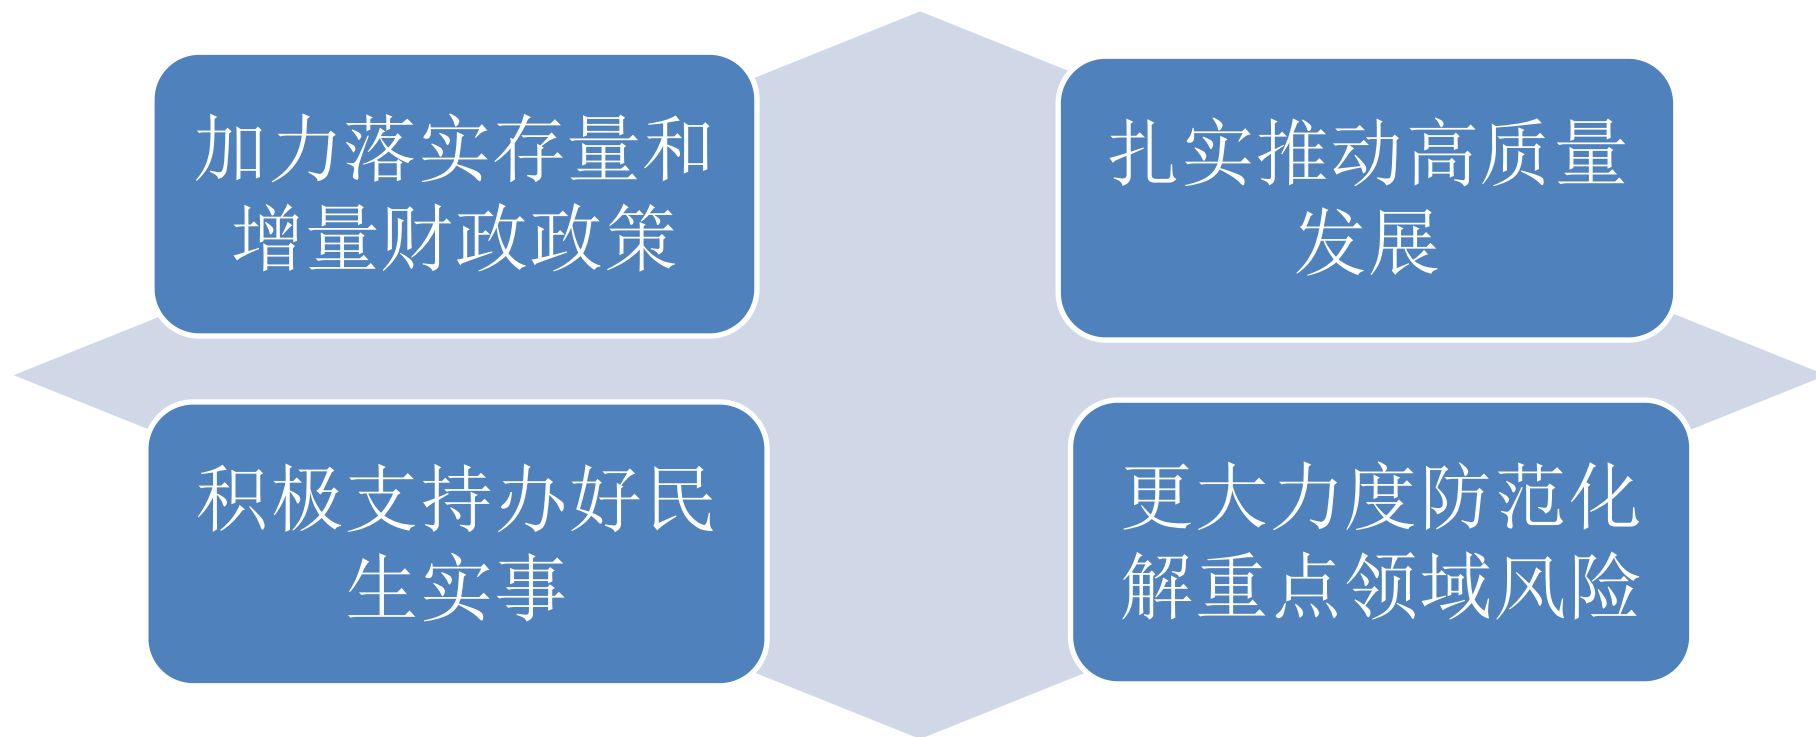 加力落实存量和
增量财政政策
扎实推动高质量
发展
积极支持办好民
生实事
更大力度防范化
解重点领域风险